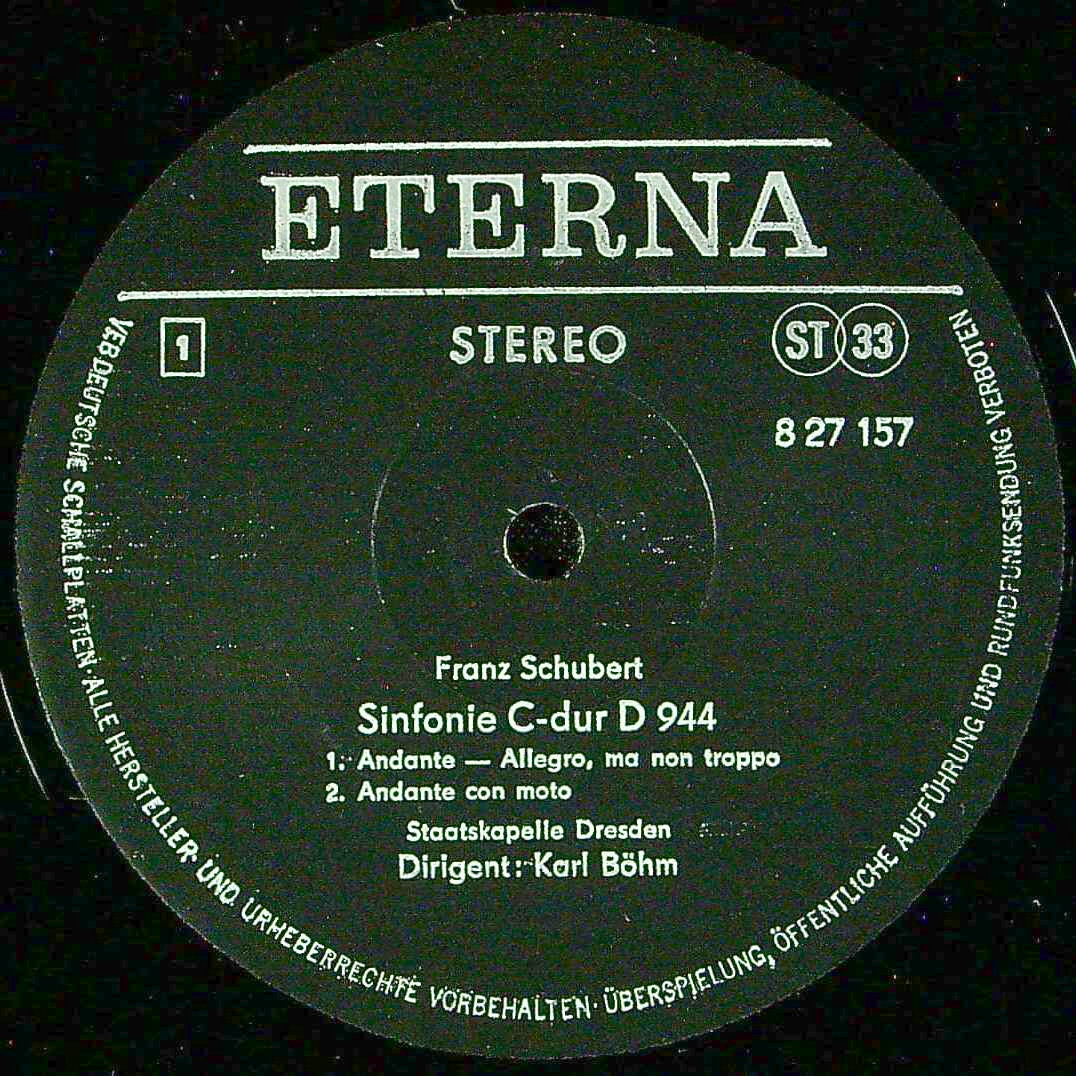 ETERNA
1
STEREO
ST 33
8 27 157
Franz Schubert
Sinfonie C-dur D 944
1. Andante — Allegro, ma non troppo
2. Andante con moto
Staatskapelle Dresden
Dirigent: Karl Böhm
VEB DEUTSCHE SCHALLPLATTEN · ALLE HERSTELLER- UND URHEBERRECHTE VORBEHALTEN · ÜBERSPIELUNG, ÖFFENTLICHE AUFFÜHRUNG UND RUNDFUNKSENDUNG VERBOTEN